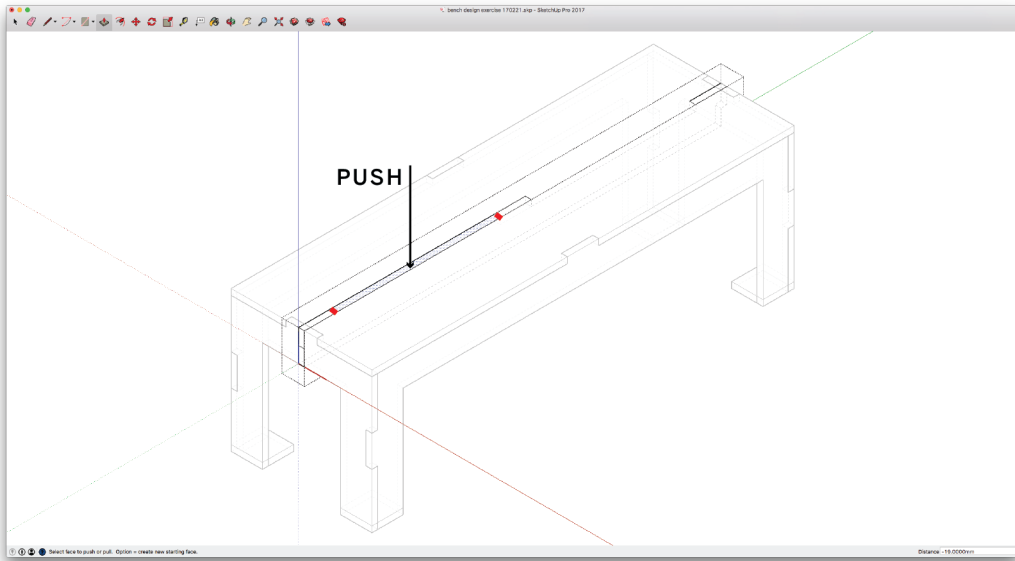 bench design exercise 170221.skp - SketchUp Pro 2017
PUSH
Select face to push or pull. Option = create new starting face.
Distance -19.0000mm